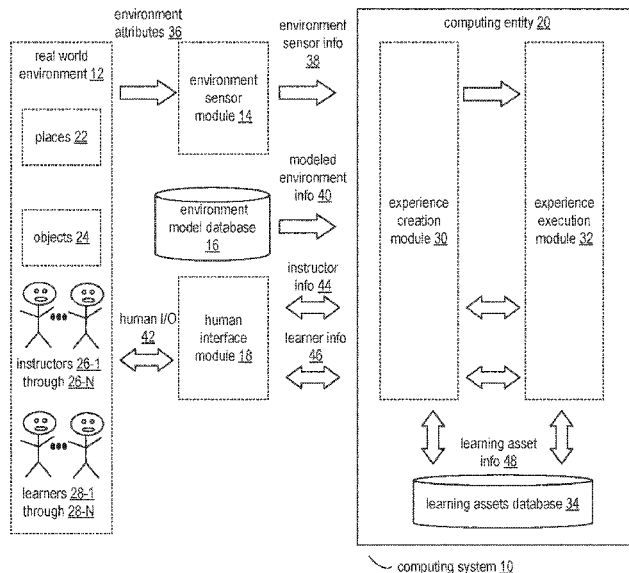 environment
attributes 36
environment
sensor info
38
computing entity 20
real world
environment 12
environment
sensor
module 14
places 22
modeled
environment
info 40
environment
model database
16
experience
creation
module 30
experience
execution
module 32
objects 24
instructor
info 44
human I/O
42
human
interface
module 18
learner info
46
instructors 26-1
through 26-N
learning asset
info 48
learners 28-1
through 28-N
learning assets database 34
computing system 10